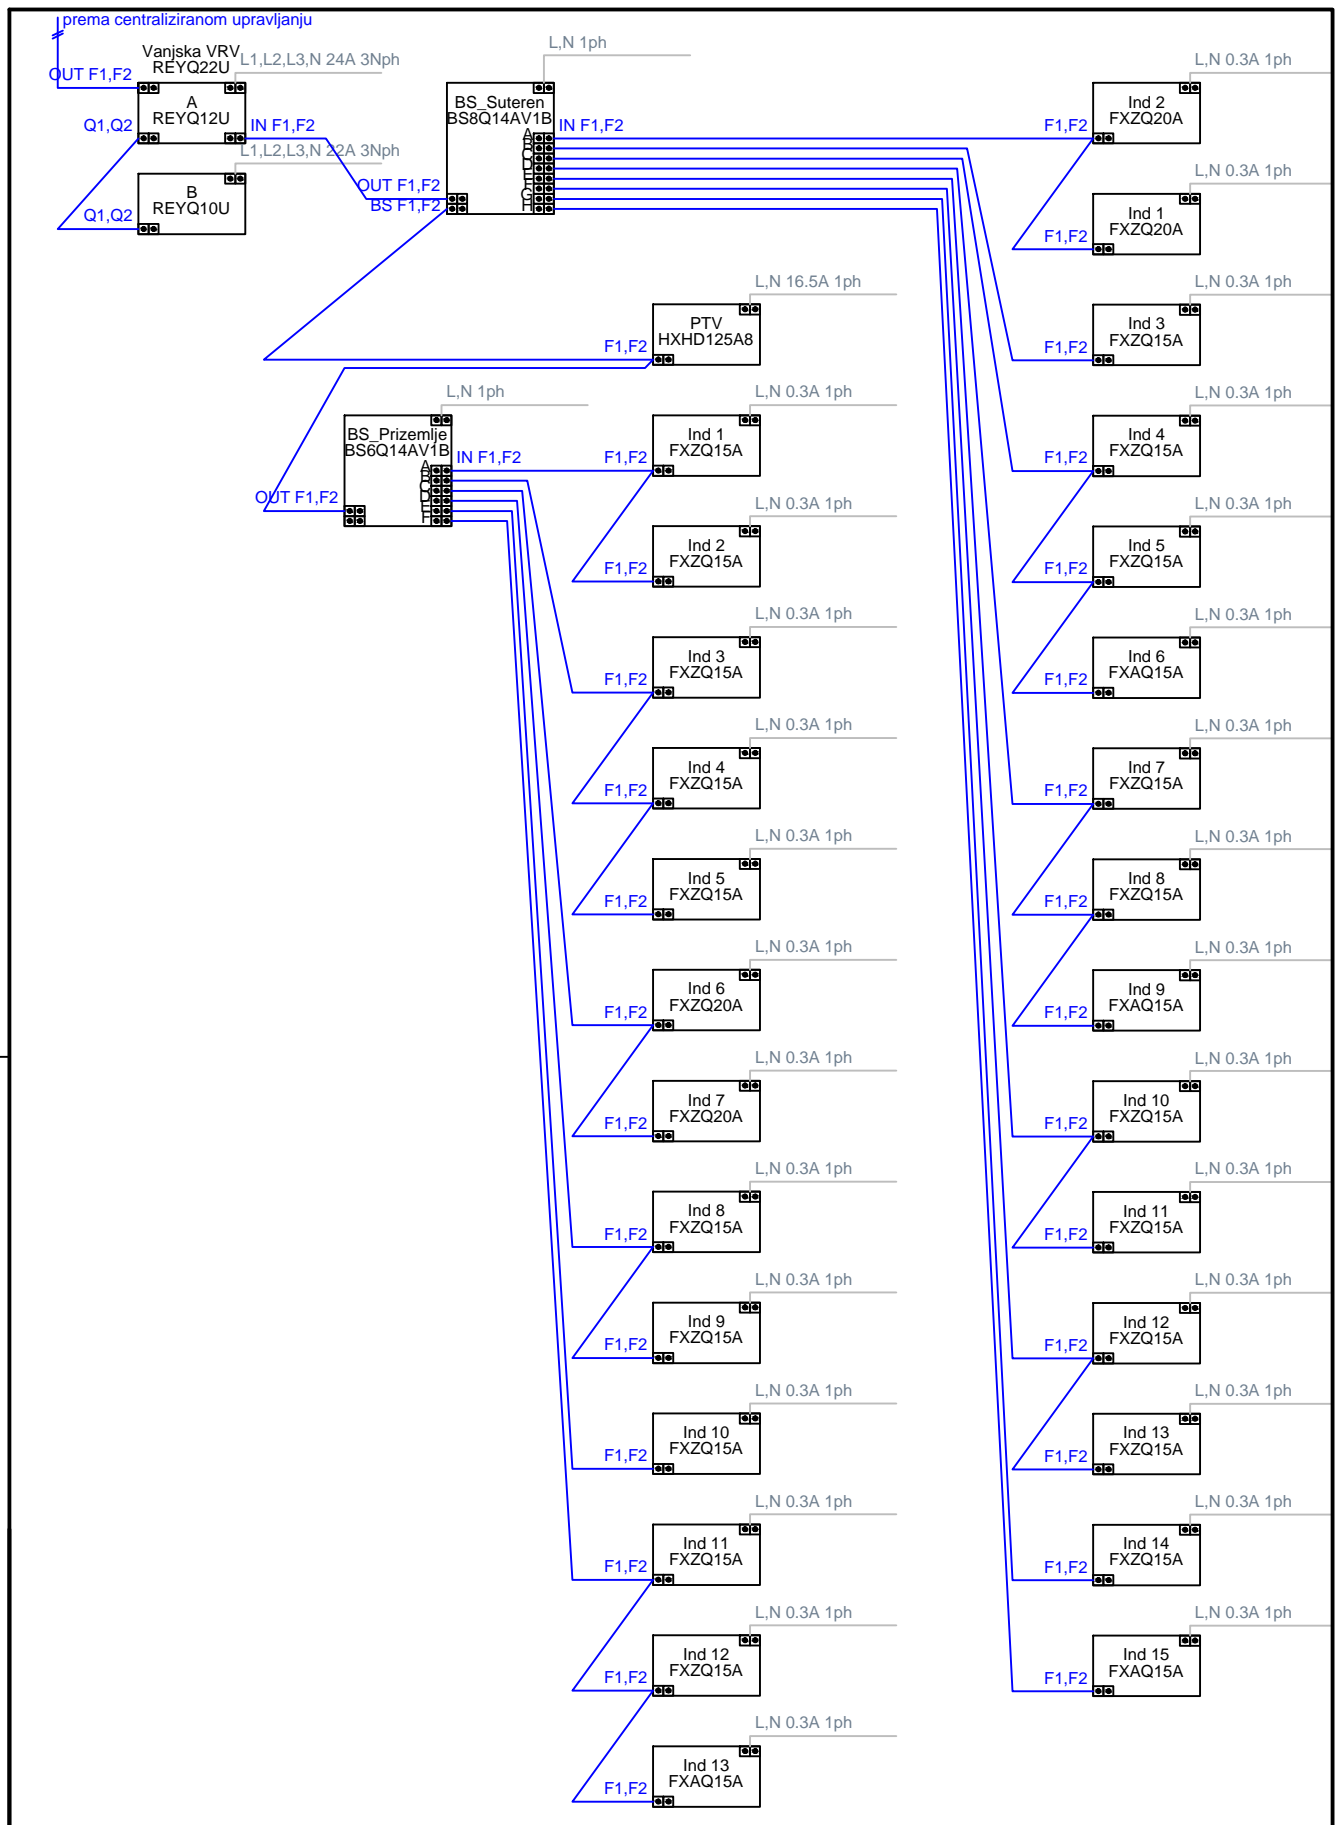 prema centraliziranom upravljanju
Vanjska VRV
REYQ22U
L1,L2,L3,N 24A 3Nph
OUT F1,F2
A
REYQ12U
Q1,Q2
IN F1,F2
L1,L2,L3,N 22A 3Nph
B
REYQ10U
Q1,Q2
L,N 1ph
BS_Suteren
BS8Q14AV1B
A
B
C
D
E
F
G
H
IN F1,F2
OUT F1,F2
BS F1,F2
L,N 16.5A 1ph
PTV
HXHD125A8
F1,F2
L,N 1ph
BS_Prizemlje
BS6Q14AV1B
A
B
C
D
E
F
IN F1,F2
OUT F1,F2
L,N 0.3A 1ph
Ind 1
FXZQ15A
F1,F2
L,N 0.3A 1ph
Ind 2
FXZQ15A
F1,F2
L,N 0.3A 1ph
Ind 3
FXZQ15A
F1,F2
L,N 0.3A 1ph
Ind 4
FXZQ15A
F1,F2
L,N 0.3A 1ph
Ind 5
FXZQ15A
F1,F2
L,N 0.3A 1ph
Ind 6
FXZQ20A
F1,F2
L,N 0.3A 1ph
Ind 7
FXZQ20A
F1,F2
L,N 0.3A 1ph
Ind 8
FXZQ15A
F1,F2
L,N 0.3A 1ph
Ind 9
FXZQ15A
F1,F2
L,N 0.3A 1ph
Ind 10
FXZQ15A
F1,F2
L,N 0.3A 1ph
Ind 11
FXZQ15A
F1,F2
L,N 0.3A 1ph
Ind 12
FXZQ15A
F1,F2
L,N 0.3A 1ph
Ind 13
FXAQ15A
F1,F2
L,N 0.3A 1ph
Ind 2
FXZQ20A
F1,F2
L,N 0.3A 1ph
Ind 1
FXZQ20A
F1,F2
L,N 0.3A 1ph
Ind 3
FXZQ15A
F1,F2
L,N 0.3A 1ph
Ind 4
FXZQ15A
F1,F2
L,N 0.3A 1ph
Ind 5
FXZQ15A
F1,F2
L,N 0.3A 1ph
Ind 6
FXAQ15A
F1,F2
L,N 0.3A 1ph
Ind 7
FXZQ15A
F1,F2
L,N 0.3A 1ph
Ind 8
FXZQ15A
F1,F2
L,N 0.3A 1ph
Ind 9
FXAQ15A
F1,F2
L,N 0.3A 1ph
Ind 10
FXZQ15A
F1,F2
L,N 0.3A 1ph
Ind 11
FXZQ15A
F1,F2
L,N 0.3A 1ph
Ind 12
FXZQ15A
F1,F2
L,N 0.3A 1ph
Ind 13
FXZQ15A
F1,F2
L,N 0.3A 1ph
Ind 14
FXZQ15A
F1,F2
L,N 0.3A 1ph
Ind 15
FXAQ15A
F1,F2